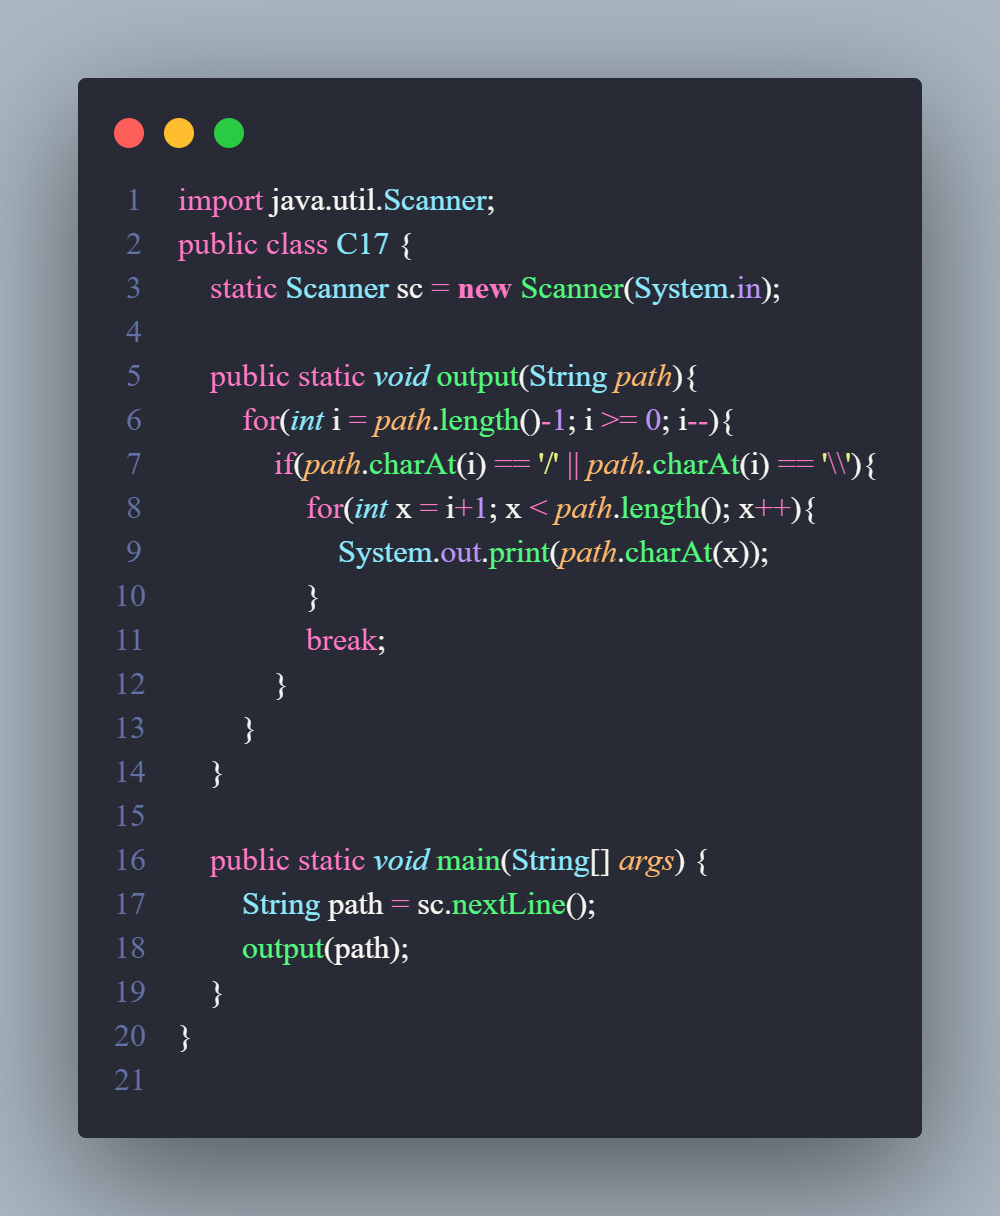 1 import java.util.Scanner;
2 public class C17 {
3     static Scanner sc = new Scanner(System.in);
4
5     public static void output(String path){
6         for(int i = path.length()-1; i >= 0; i--){
7             if(path.charAt(i) == '/' || path.charAt(i) == '\\'){
8                 for(int x = i+1; x < path.length(); x++){
9                     System.out.print(path.charAt(x));
10                 }
11                 break;
12             }
13         }
14     }
15
16     public static void main(String[] args) {
17         String path = sc.nextLine();
18         output(path);
19     }
20 }
21